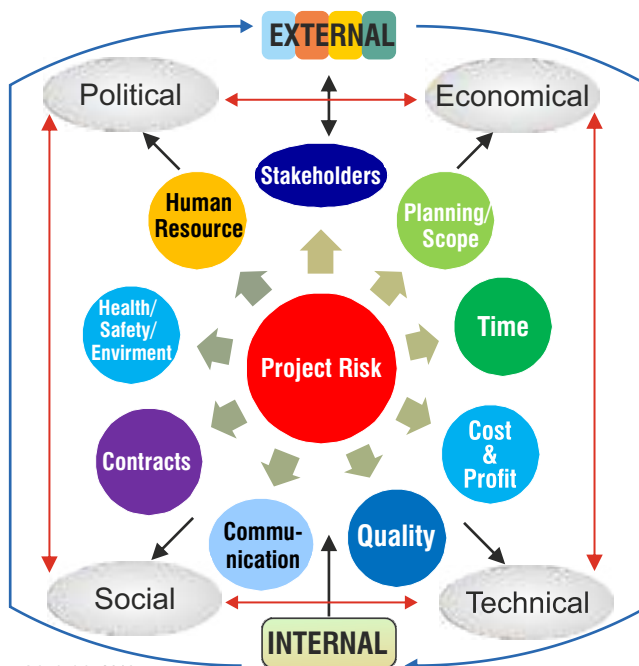 EXTERNAL
Political
Economical
Stakeholders
Human
Resource
Planning/
Scope
Health/
Safety/
Envirment
Time
Project Risk
Contracts
Cost
&
Profit
Commu-
nication
Quality
Social
Technical
INTERNAL